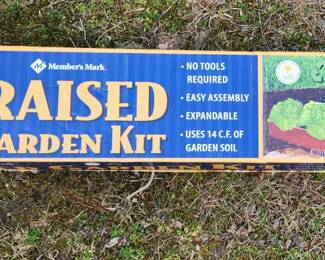 Member's Mark
RAISED
ARDEN KIT
• NO TOOLS
REQUIRED
• EASY ASSEMBLY
• EXPANDABLE
• USES 14 C.F. OF
GARDEN SOIL